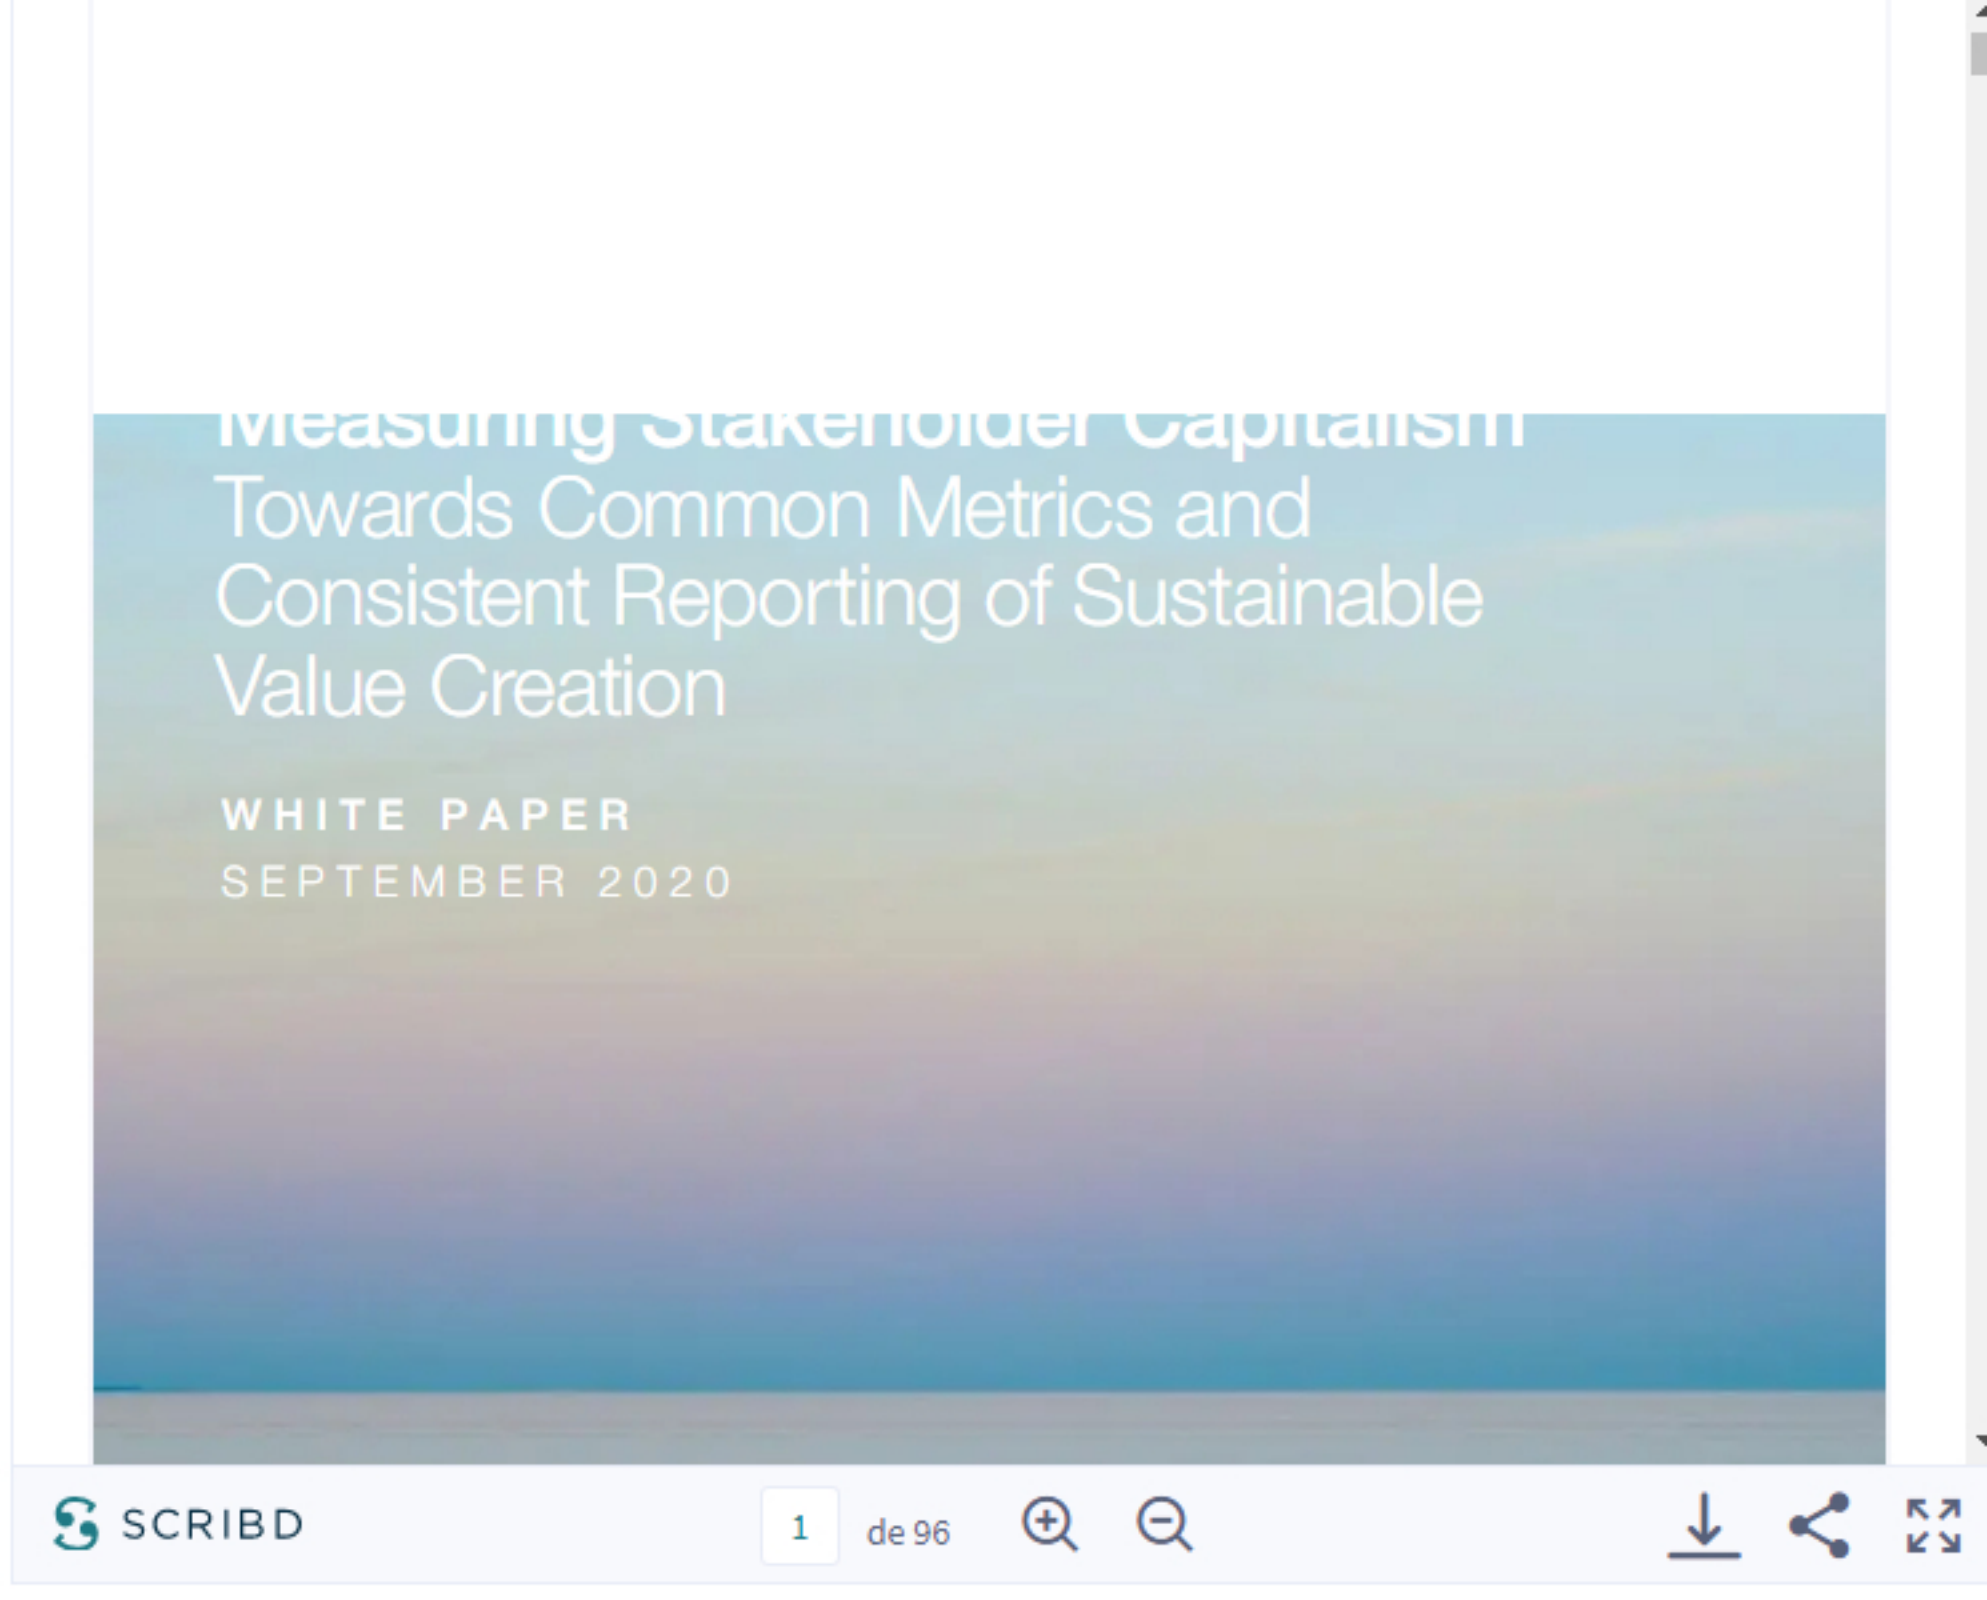 Measuring Stakeholder Capitalism
Towards Common Metrics and
Consistent Reporting of Sustainable
Value Creation
WHITE PAPER
SEPTEMBER 2020
SCRIBD
1 de 96